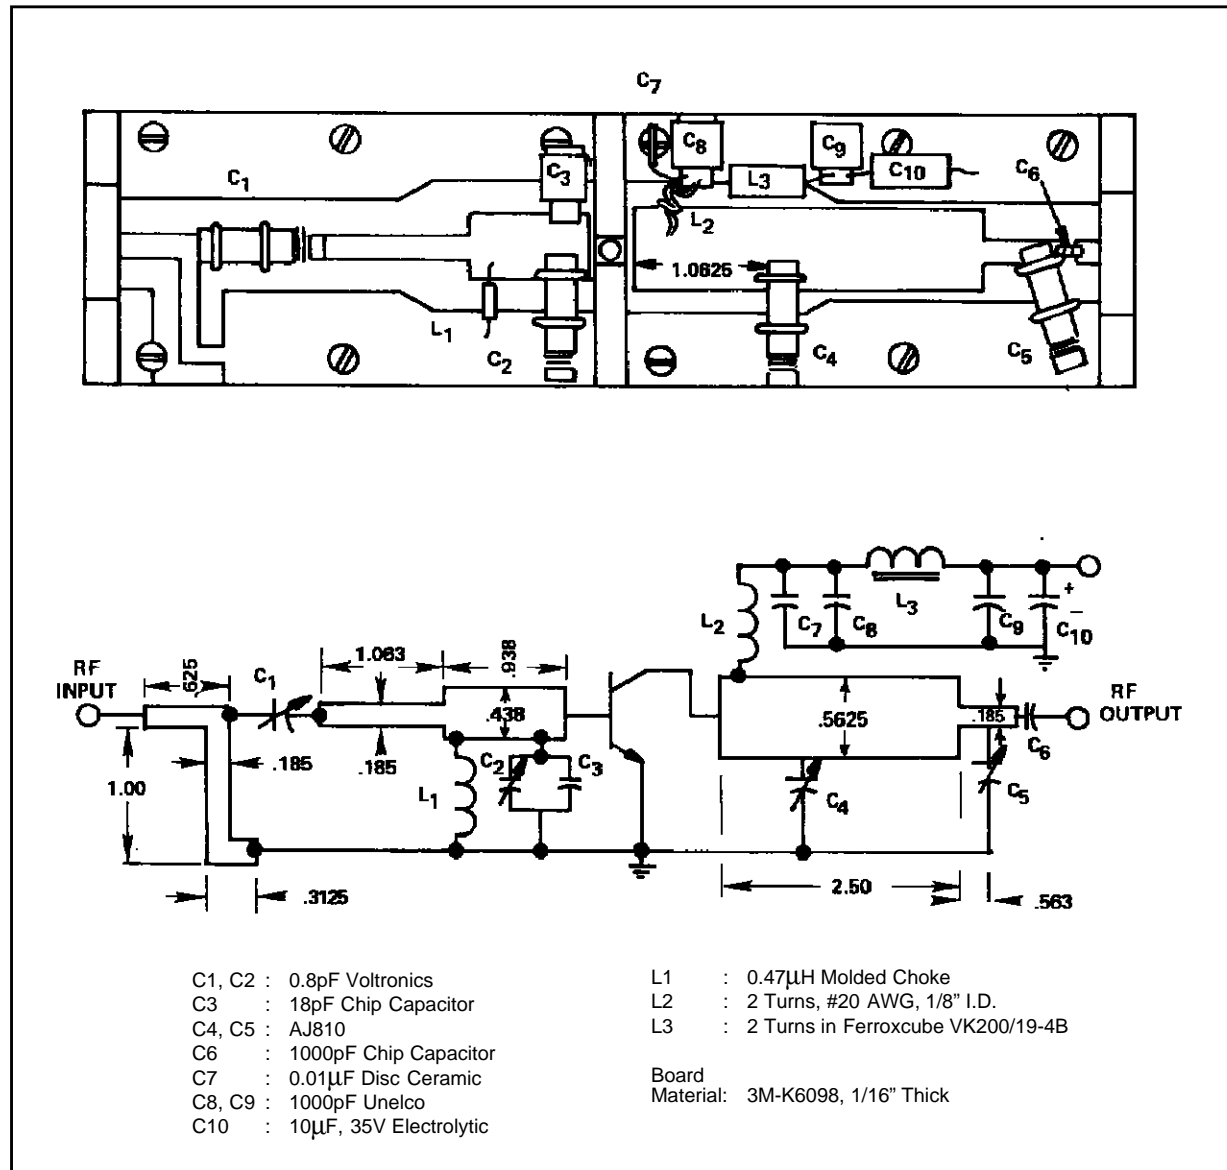 C7
C8
C9
C10
C6
C1
C3
L3
L2
1.0625
L1
C2
C4
C5
L2
C7
C8
L3
C9
+
–
C10
RF
INPUT
.625
C1
1.063
.938
.438
.5625
.185
RF
OUTPUT
C6
1.00
.185
.185
L1
C2
C3
C4
C5
.3125
2.50
.563
C1, C2 : 0.8pF Voltronics
C3 : 18pF Chip Capacitor
C4, C5 : AJ810
C6 : 1000pF Chip Capacitor
C7 : 0.01μF Disc Ceramic
C8, C9 : 1000pF Unelco
C10 : 10μF, 35V Electrolytic
L1 : 0.47μH Molded Choke
L2 : 2 Turns, #20 AWG, 1/8” I.D.
L3 : 2 Turns in Ferroxcube VK200/19-4B
Board
Material: 3M-K6098, 1/16” Thick